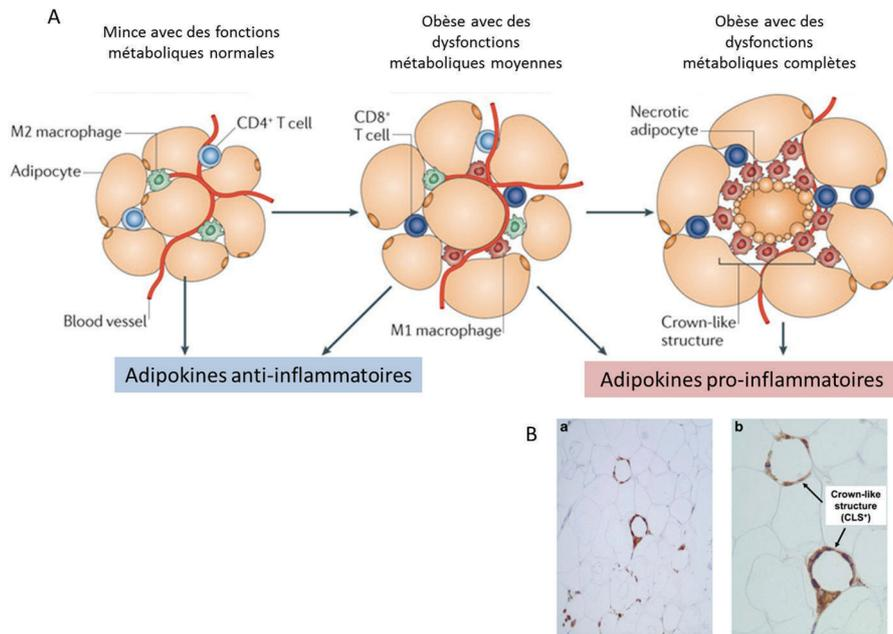 A
Mince avec des fonctions
métaboliques normales
Obèse avec des
dysfonctions
métaboliques moyennes
Obèse avec des
dysfonctions
métaboliques complètes
M2 macrophage
CD4⁺ T cell
Adipocyte
Blood vessel
CD8⁺
T cell
M1 macrophage
Necrotic
adipocyte
Crown-like
structure
Adipokines anti-inflammatoires
Adipokines pro-inflammatoires
B
a
b
Crown-like
structure
(CLS⁺)